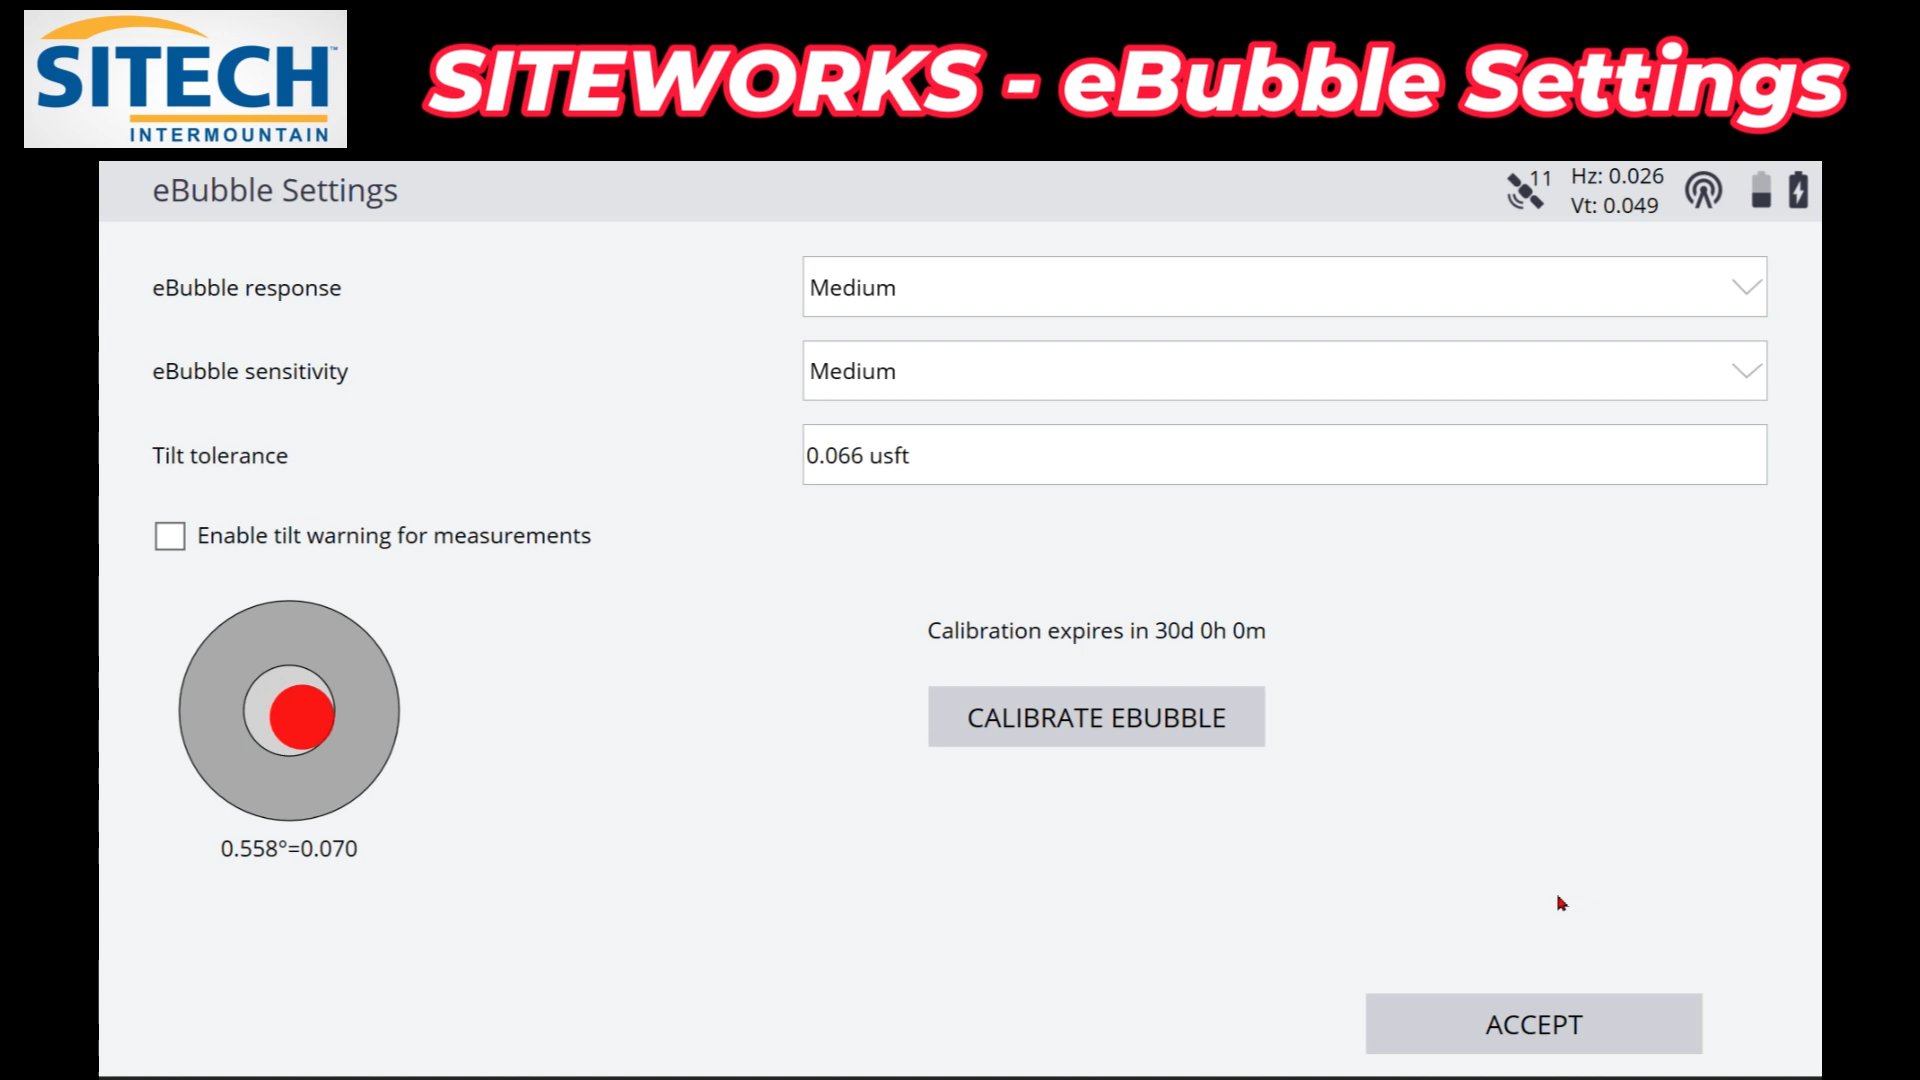 SITECH™
INTERMOUNTAIN
SITEWORKS - eBubble Settings
eBubble Settings
11
Hz: 0.026
Vt: 0.049
eBubble response
Medium
eBubble sensitivity
Medium
Tilt tolerance
0.066 usft
Enable tilt warning for measurements
Calibration expires in 30d 0h 0m
CALIBRATE EBUBBLE
0.558°=0.070
ACCEPT